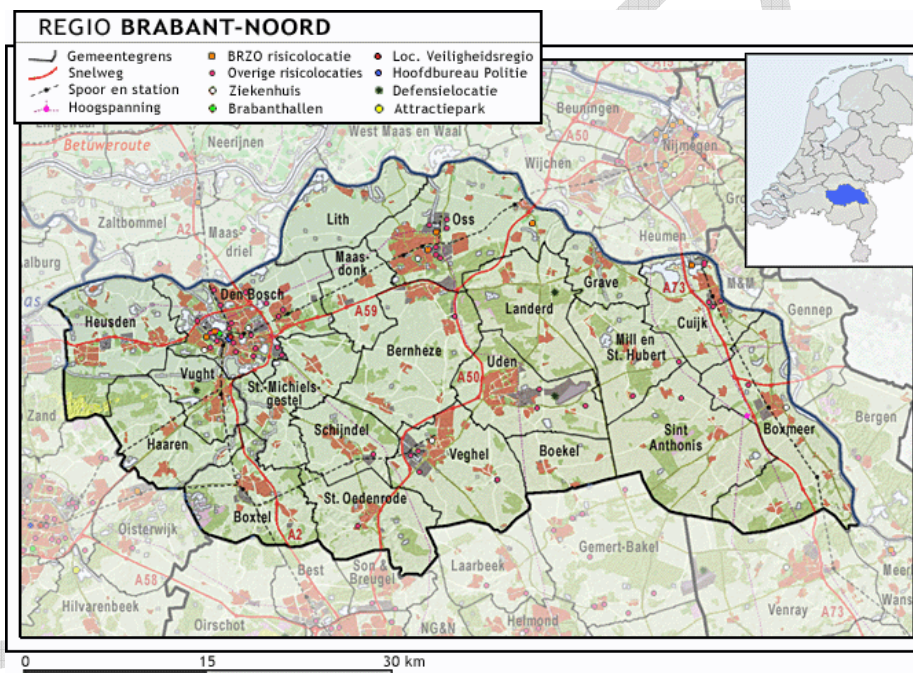 REGIO BRABANT-NOORD
Gemeentegrens
Snelweg
Spoor en station
Hoogspanning
BRZO risicolocatie
Overige risicolocaties
Ziekenhuis
Brabanthallen
Loc. Veiligheidsregio
Hoofdbureau Politie
Defensielocatie
Attractiepark
Betuweroute
Neerijnen
West Maas en Waal
Beuningen
A50
Nijmegen
Wijchen
Zaltbommel
A2
Maas-
driel
Heumen
Lith
Oss
Maas
donk
Grave
A73
M&M
Gennep
Den Bosch
Heusden
A59
Landerd
Cuijk
Mill en
St. Hubert
Bernheze
Uden
A50
Vught
St.-Michiels-
gestel
Zand
Haaren
Schijndel
Veghel
Boekel
Sint
Anthonis
Boxmeer
Bergen
St. Oedenrode
Boxtel
A2
Oisterwijk
Best
Son &
Breugel
Laarbeek
Gemert-Bakel
A58
Hilvarenbeek
Oirschot
NG&N
Helmond
Venray
A73
Meer
Wans
0 15 30 km